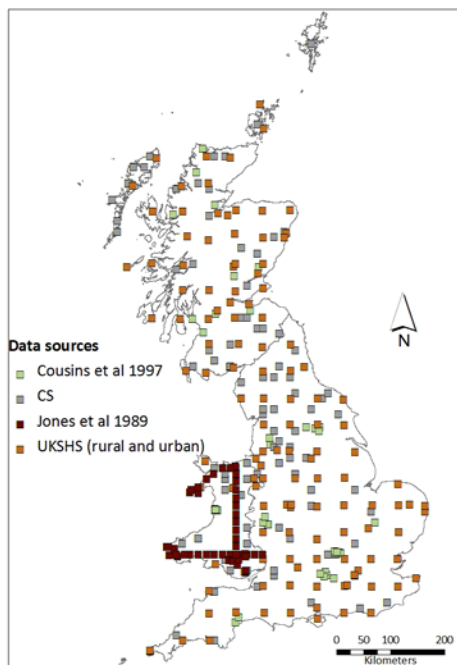 N
Data sources
Cousins et al 1997
CS
Jones et al 1989
UKSHS (rural and urban)
0 50 100 200
Kilometers